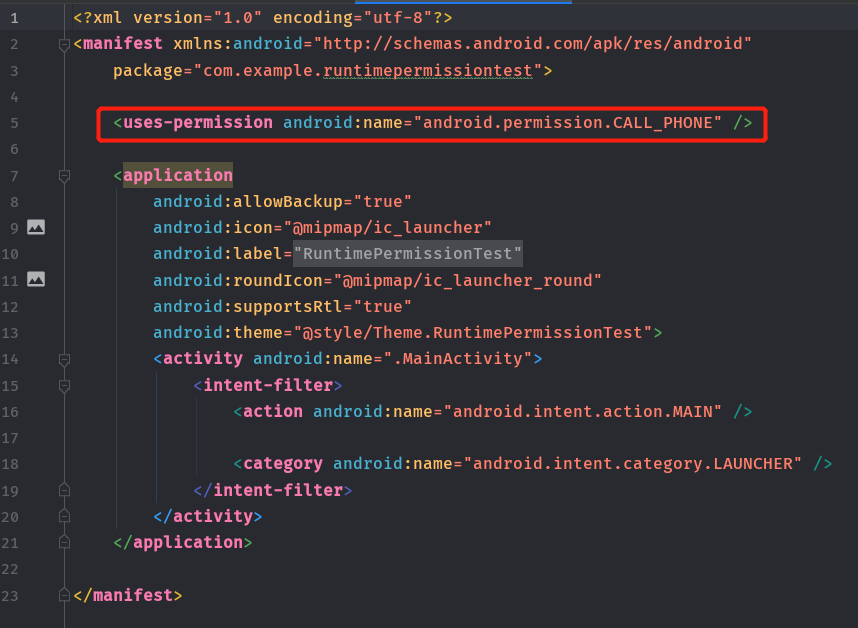 1 <?xml version="1.0" encoding="utf-8"?>
2 <manifest xmlns:android="http://schemas.android.com/apk/res/android"
3 package="com.example.runtimepermissiontest">
4
5 <uses-permission android:name="android.permission.CALL_PHONE" />
6
7 <application
8 android:allowBackup="true"
9 android:icon="@mipmap/ic_launcher"
10 android:label="RuntimePermissionTest"
11 android:roundIcon="@mipmap/ic_launcher_round"
12 android:supportsRtl="true"
13 android:theme="@style/Theme.RuntimePermissionTest">
14 <activity android:name=".MainActivity">
15 <intent-filter>
16 <action android:name="android.intent.action.MAIN" />
17
18 <category android:name="android.intent.category.LAUNCHER" />
19 </intent-filter>
20 </activity>
21 </application>
22
23 </manifest>